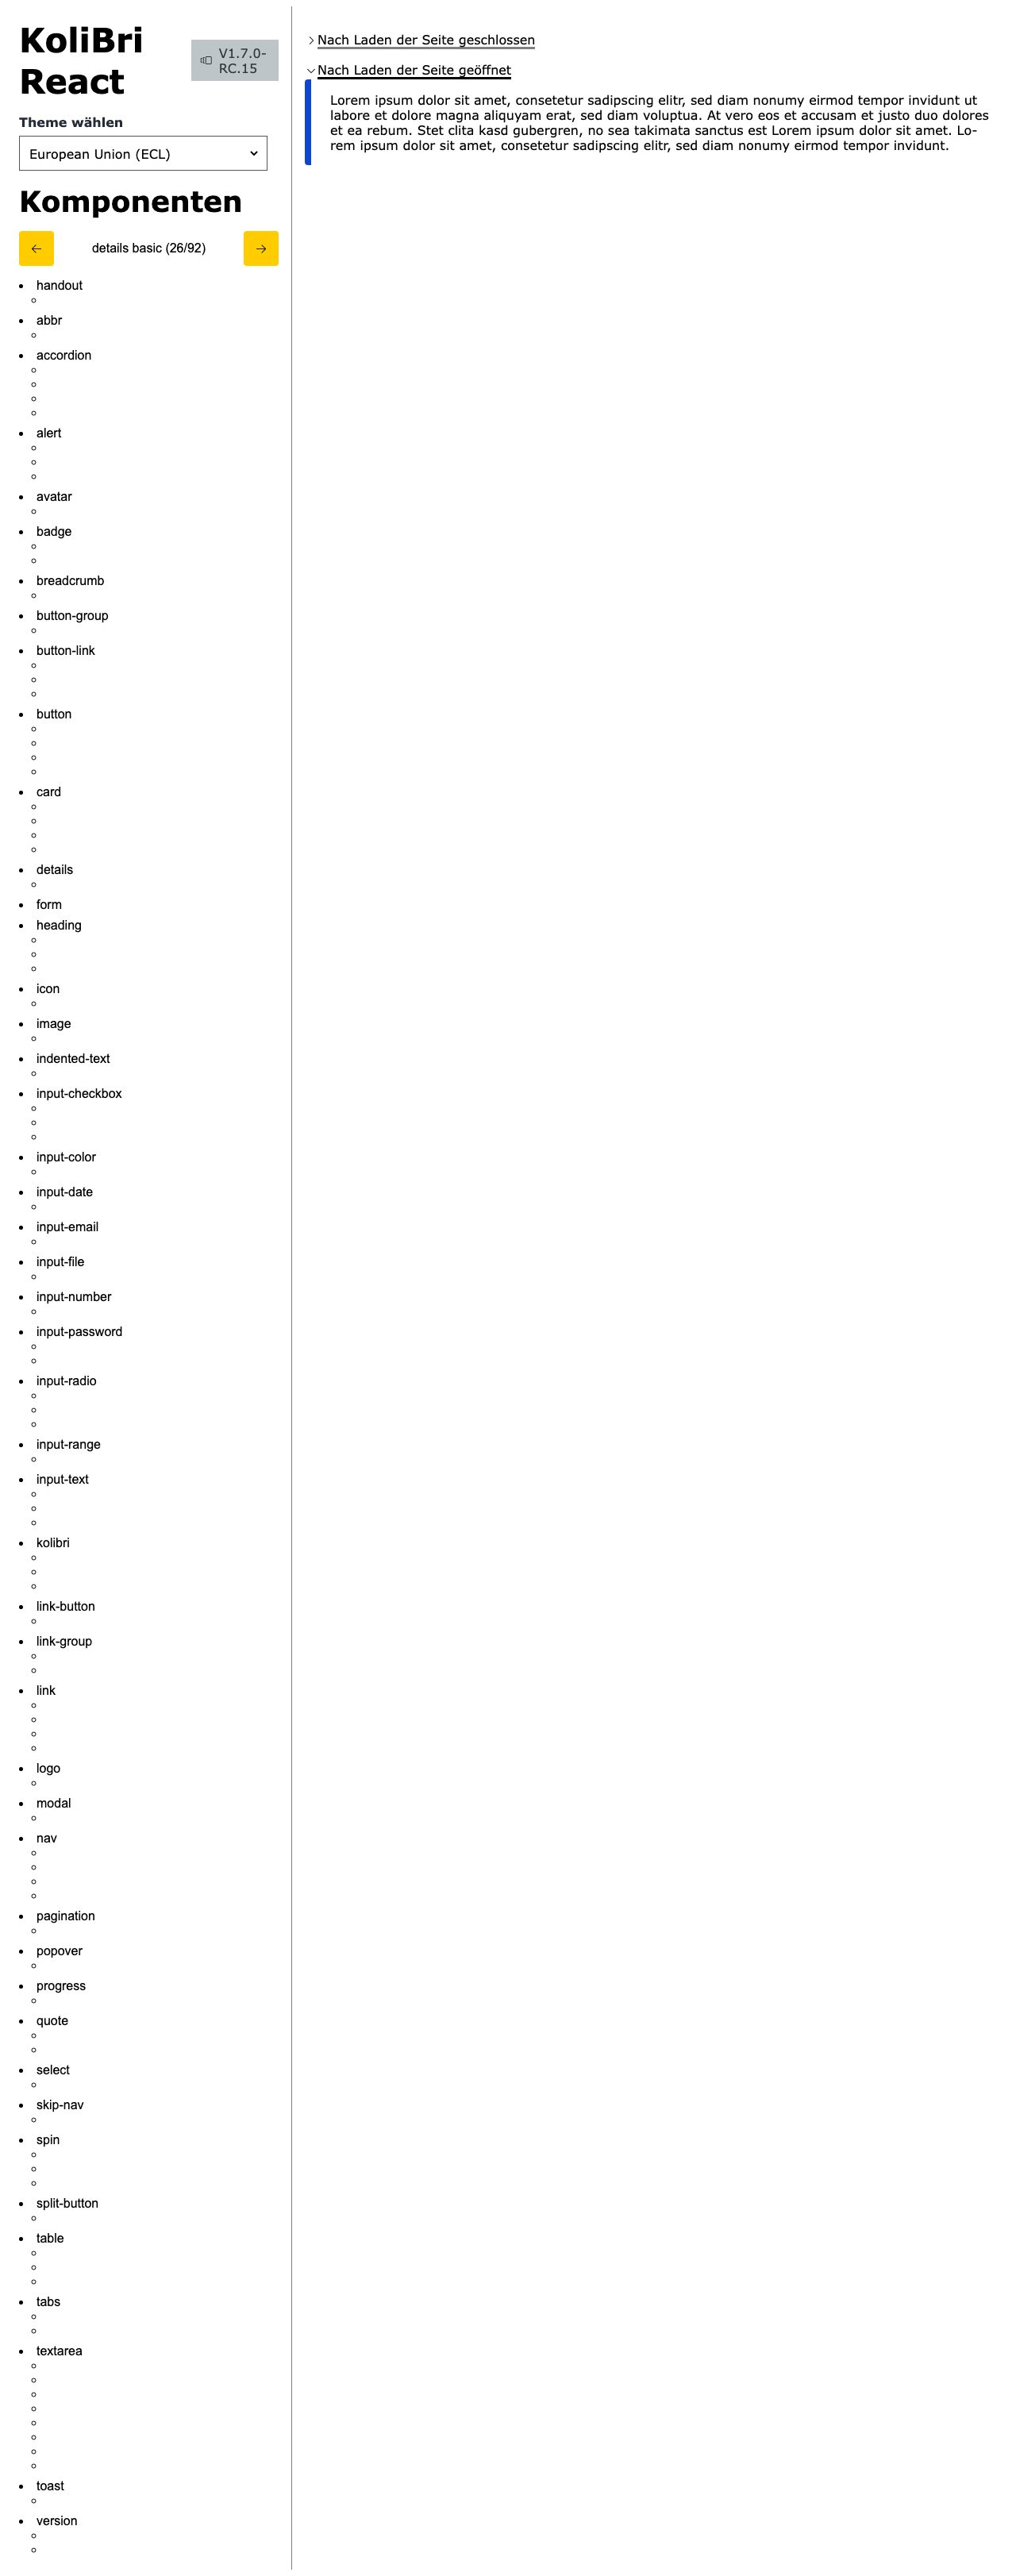 KoliBri
React
V1.7.0-
RC.15
Theme wählen
European Union (ECL)
Komponenten
details basic (26/92)
handout
abbr
accordion
alert
avatar
badge
breadcrumb
button-group
button-link
button
card
details
form
heading
icon
image
indented-text
input-checkbox
input-color
input-date
input-email
input-file
input-number
input-password
input-radio
input-range
input-text
kolibri
link-button
link-group
link
logo
modal
nav
pagination
popover
progress
quote
select
skip-nav
spin
split-button
table
tabs
textarea
toast
version
Nach Laden der Seite geschlossen
Nach Laden der Seite geöffnet
Lorem ipsum dolor sit amet, consetetur sadipscing elitr, sed diam nonumy eirmod tempor invidunt ut
labore et dolore magna aliquyam erat, sed diam voluptua. At vero eos et accusam et justo duo dolores
et ea rebum. Stet clita kasd gubergren, no sea takimata sanctus est Lorem ipsum dolor sit amet. Lo-
rem ipsum dolor sit amet, consetetur sadipscing elitr, sed diam nonumy eirmod tempor invidunt.